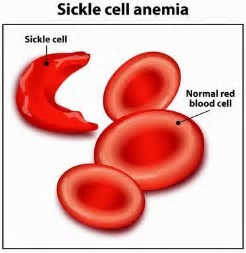 Sickle cell anemia
Sickle cell
Normal red
blood cell